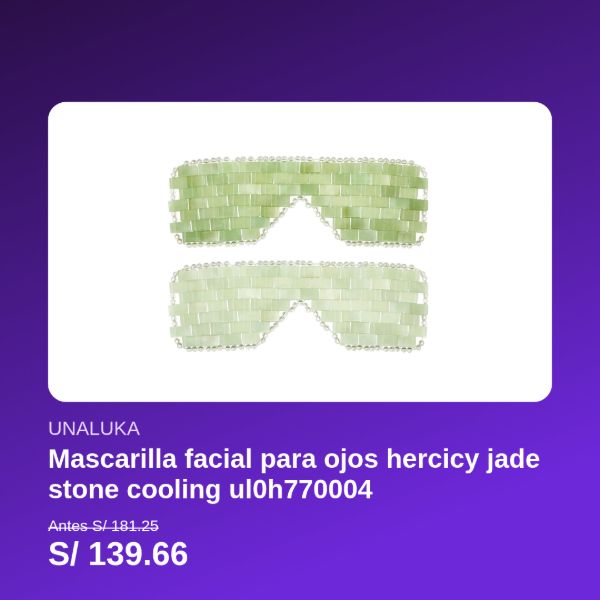 UNALUKA
Mascarilla facial para ojos hercicy jade
stone cooling ul0h770004
Antes S/ 181.25
S/ 139.66